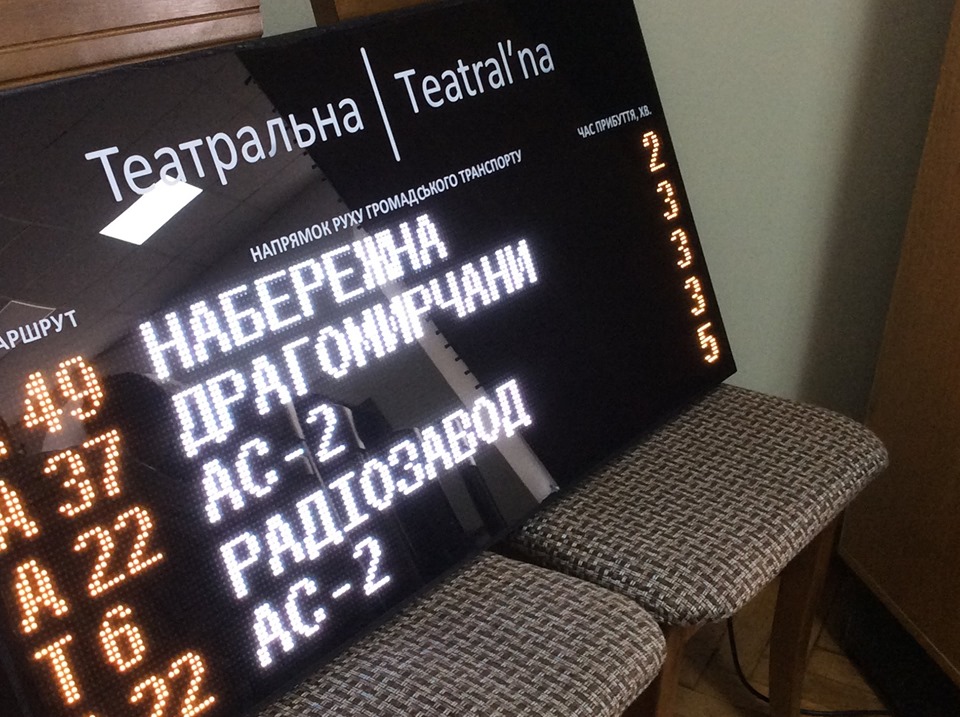 Театральна | Teatral'na
МАРШРУТ НАПРЯМОК РУХУ ГРОМАДСЬКОГО ТРАНСПОРТУ ЧАС ПРИБУТТЯ, ХВ.
А 49 НАБЕРЕЖНА 2
А 37 ДРАГОМИРЧАНИ 3
А 22 АС-2 3
Т 6 РАДІОЗАВОД 3
А 22 АС-2 5